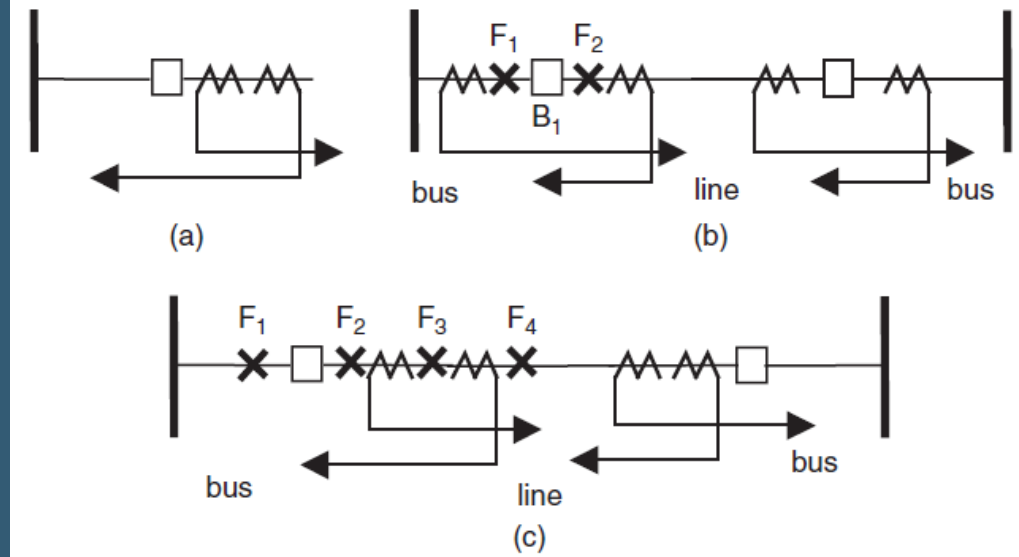 F₁ F₂
B₁
bus line bus
(a) (b)
F₁ F₂ F₃ F₄
bus line bus
(c)